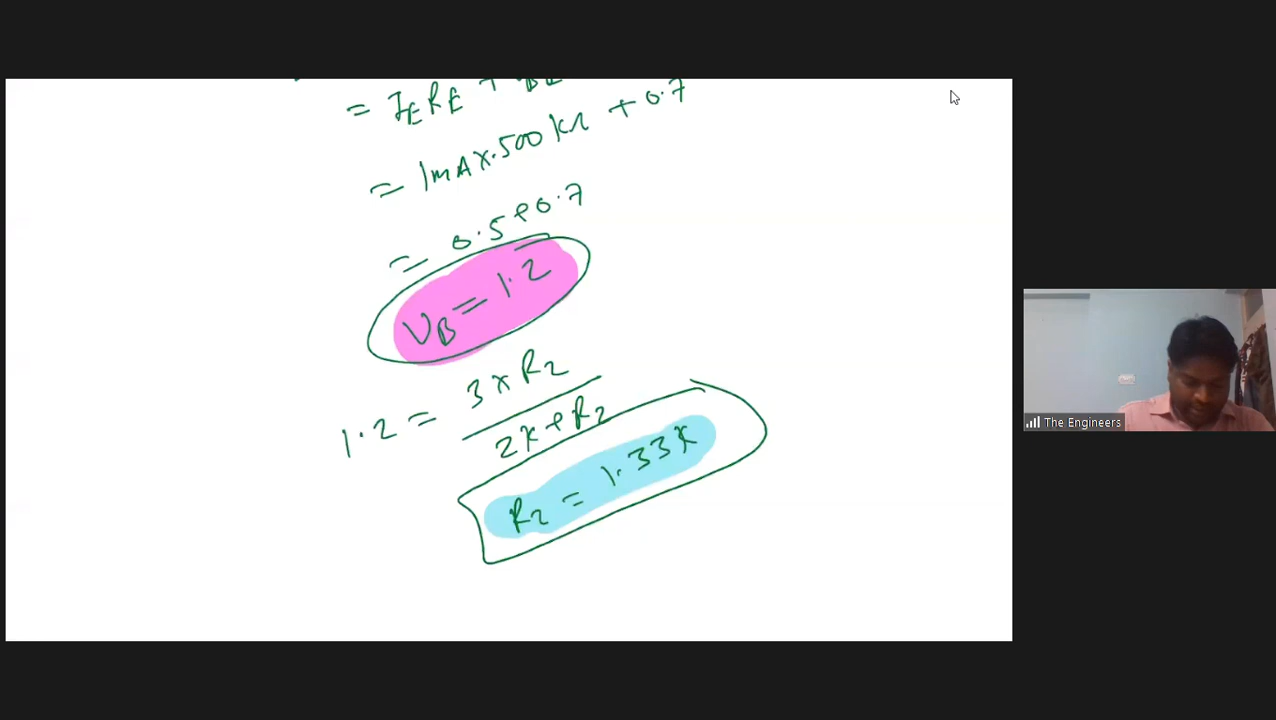 = IERE + VBE
= 1mA x.500 kΩ + 0.7
= 0.5+0.7
VB = 1.2
1.2 = 3 x R2 / 2K+R2
R2 = 1.33K
The Engineers